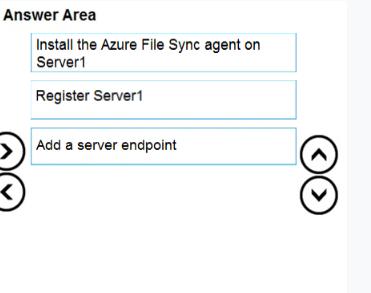 Answer Area
Install the Azure File Sync agent on
Server1
Register Server1
Add a server endpoint